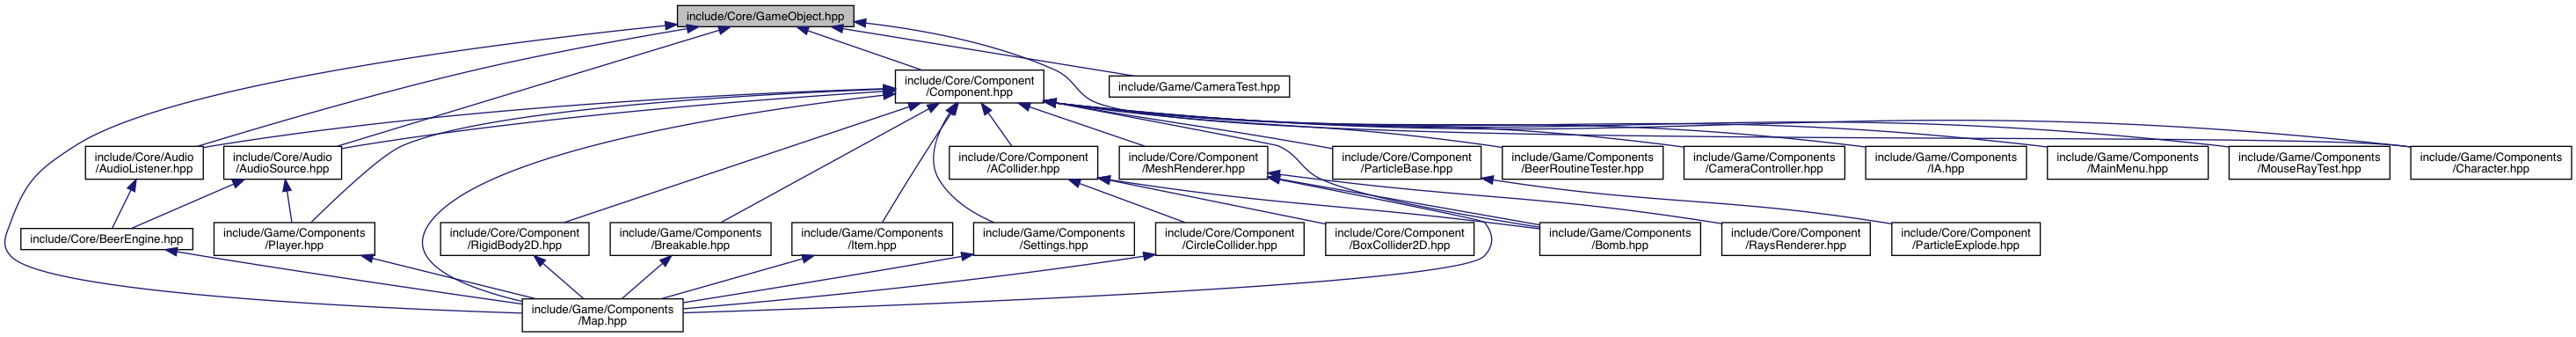 include/Core/GameObject.hpp
include/Core/Component
/Component.hpp
include/Game/CameraTest.hpp
include/Core/Audio
/AudioListener.hpp
include/Core/Audio
/AudioSource.hpp
include/Core/Component
/ACollider.hpp
include/Core/Component
/MeshRenderer.hpp
include/Core/Component
/ParticleBase.hpp
include/Game/Components
/BeerRoutineTester.hpp
include/Game/Components
/CameraController.hpp
include/Game/Components
/IA.hpp
include/Game/Components
/MainMenu.hpp
include/Game/Components
/MouseRayTest.hpp
include/Game/Components
/Character.hpp
include/Core/BeerEngine.hpp
include/Game/Components
/Player.hpp
include/Core/Component
/RigidBody2D.hpp
include/Game/Components
/Breakable.hpp
include/Game/Components
/Item.hpp
include/Game/Components
/Settings.hpp
include/Core/Component
/CircleCollider.hpp
include/Core/Component
/BoxCollider2D.hpp
include/Game/Components
/Bomb.hpp
include/Core/Component
/RaysRenderer.hpp
include/Core/Component
/ParticleExplode.hpp
include/Game/Components
/Map.hpp